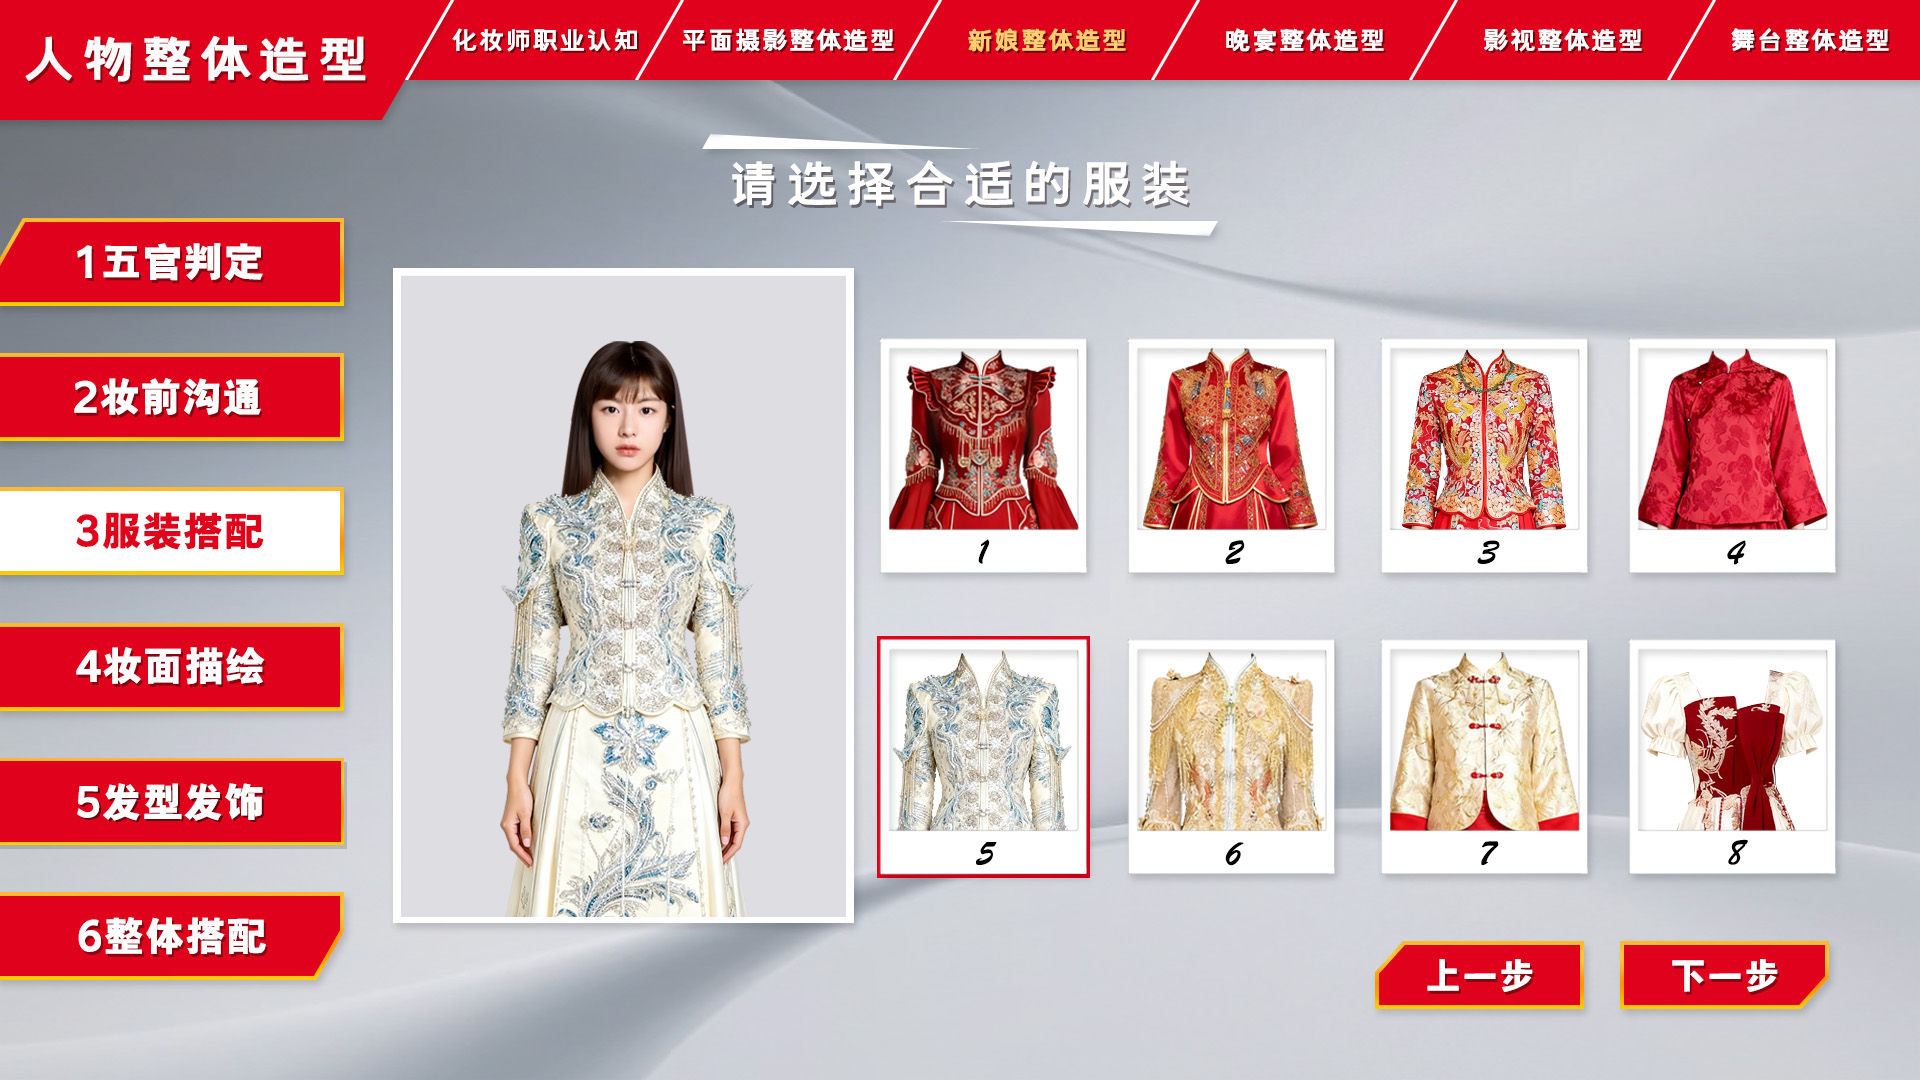 人物整体造型
化妆师职业认知
平面摄影整体造型
新娘整体造型
晚宴整体造型
影视整体造型
舞台整体造型
请选择合适的服装
1五官判定
2妆前沟通
3服装搭配
4妆面描绘
5发型发饰
6整体搭配
1
2
3
4
5
6
7
8
上一步
下一步